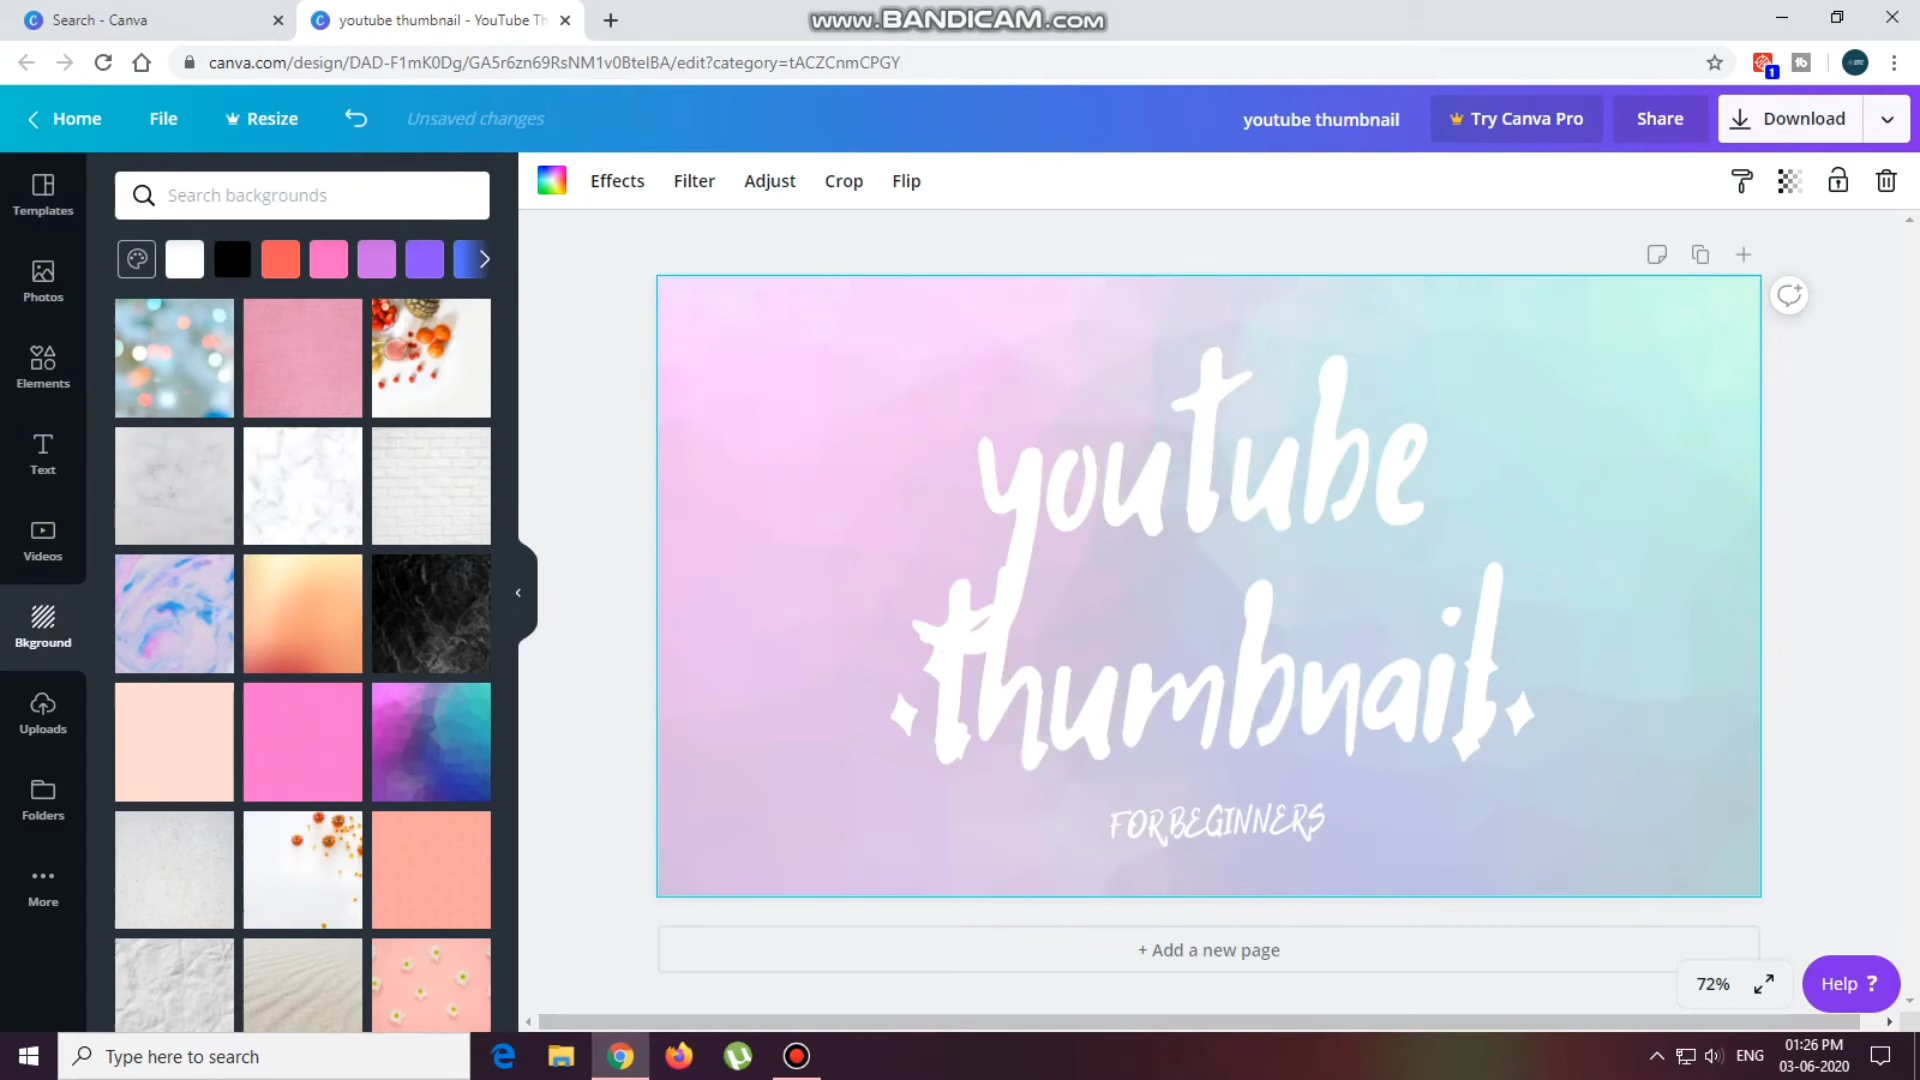 Search - Canva
youtube thumbnail - YouTube Th
www.BANDICAM.com
canva.com/design/DAD-F1mK0Dg/GA5r6zn69RsNM1v0BteIBA/edit?category=tACZCnmCPGY
1
Home
File
Resize
Unsaved changes
youtube thumbnail
Try Canva Pro
Share
Download
Templates
Photos
Elements
Text
Videos
Bkground
Uploads
Folders
More
Search backgrounds
Effects
Filter
Adjust
Crop
Flip
youtube
thumbnail
FOR BEGINNERS
+ Add a new page
72%
Help ?
Type here to search
ENG
01:26 PM
03-06-2020